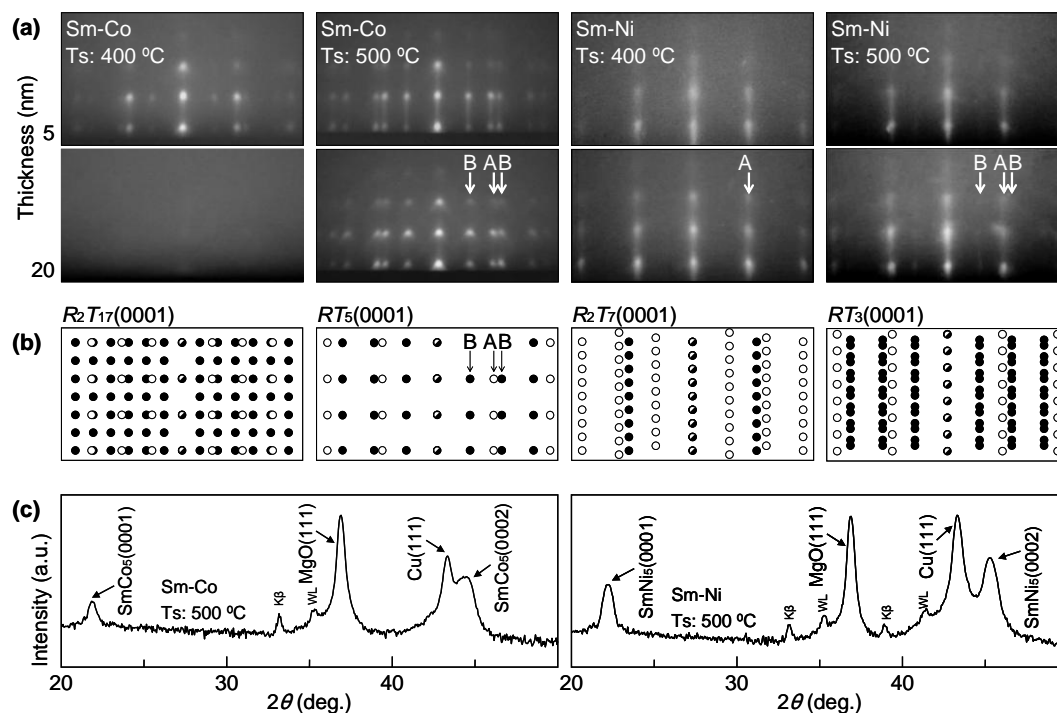 (a)
Sm-Co
Ts: 400 ºC
Sm-Co
Ts: 500 ºC
Sm-Ni
Ts: 400 ºC
Sm-Ni
Ts: 500 ºC
Thickness (nm)
5
20
B A B
A
B A B
(b)
R2T17(0001)
RT5(0001)
R2T7(0001)
RT3(0001)
B A B
(c)
Intensity (a.u.)
SmCo5(0001)
Sm-Co
Ts: 500 ºC
Kβ
WL
MgO(111)
Cu(111)
SmCo5(0002)
20 30 40
2θ (deg.)
SmNi5(0001)
Sm-Ni
Ts: 500 ºC
Kβ
WL
MgO(111)
Kβ
WL
Cu(111)
SmNi5(0002)
20 30 40
2θ (deg.)